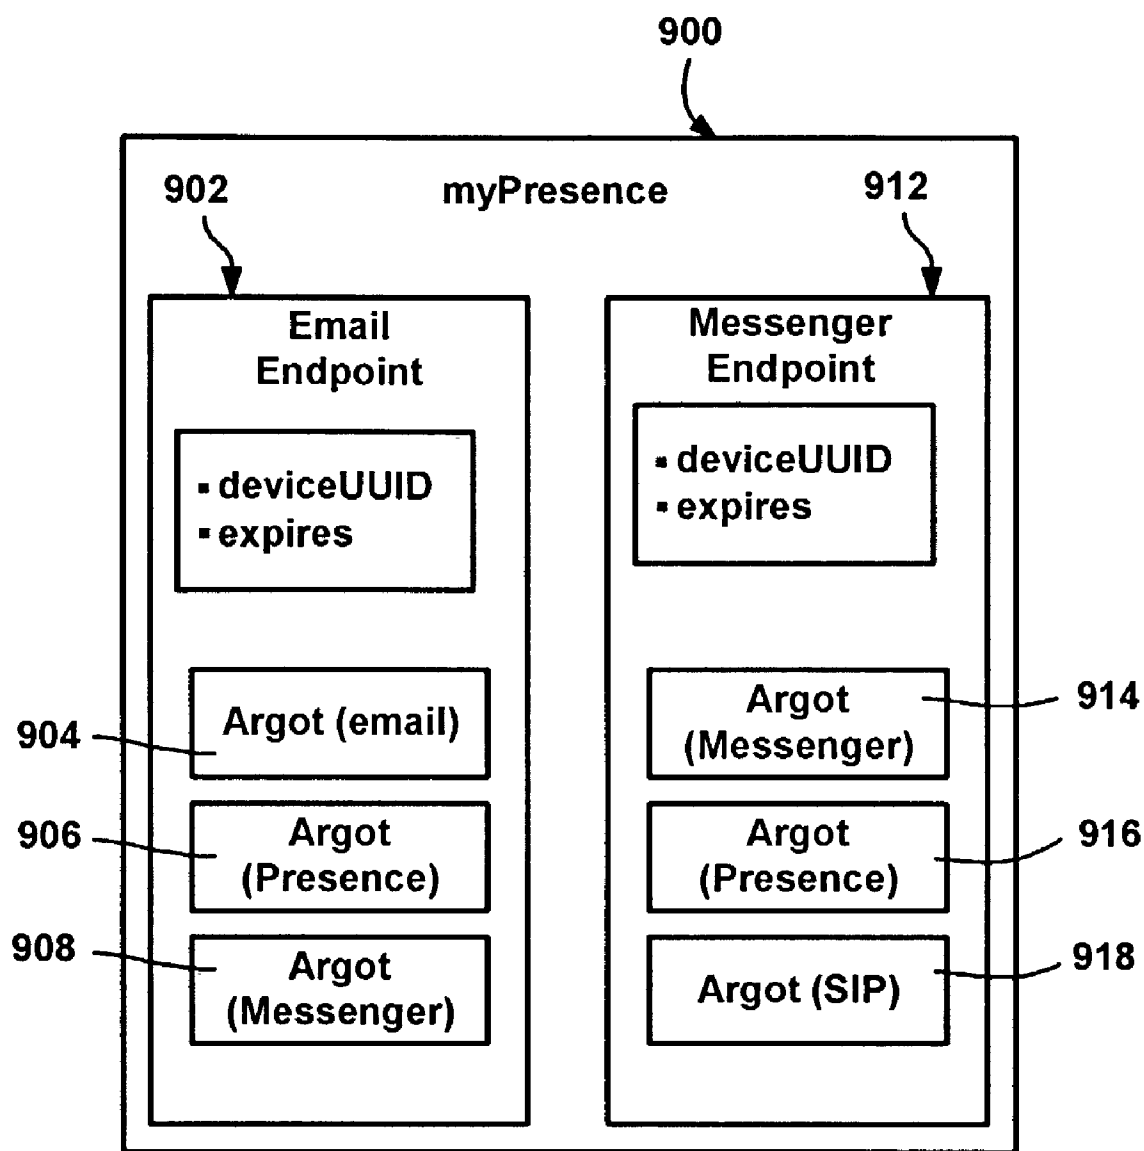 900
myPresence
902
912
Email
Endpoint
▪ deviceUUID
▪ expires
Argot (email)
904
Argot
(Presence)
906
Argot
(Messenger)
908
Messenger
Endpoint
▪ deviceUUID
▪ expires
Argot
(Messenger)
914
Argot
(Presence)
916
Argot (SIP)
918